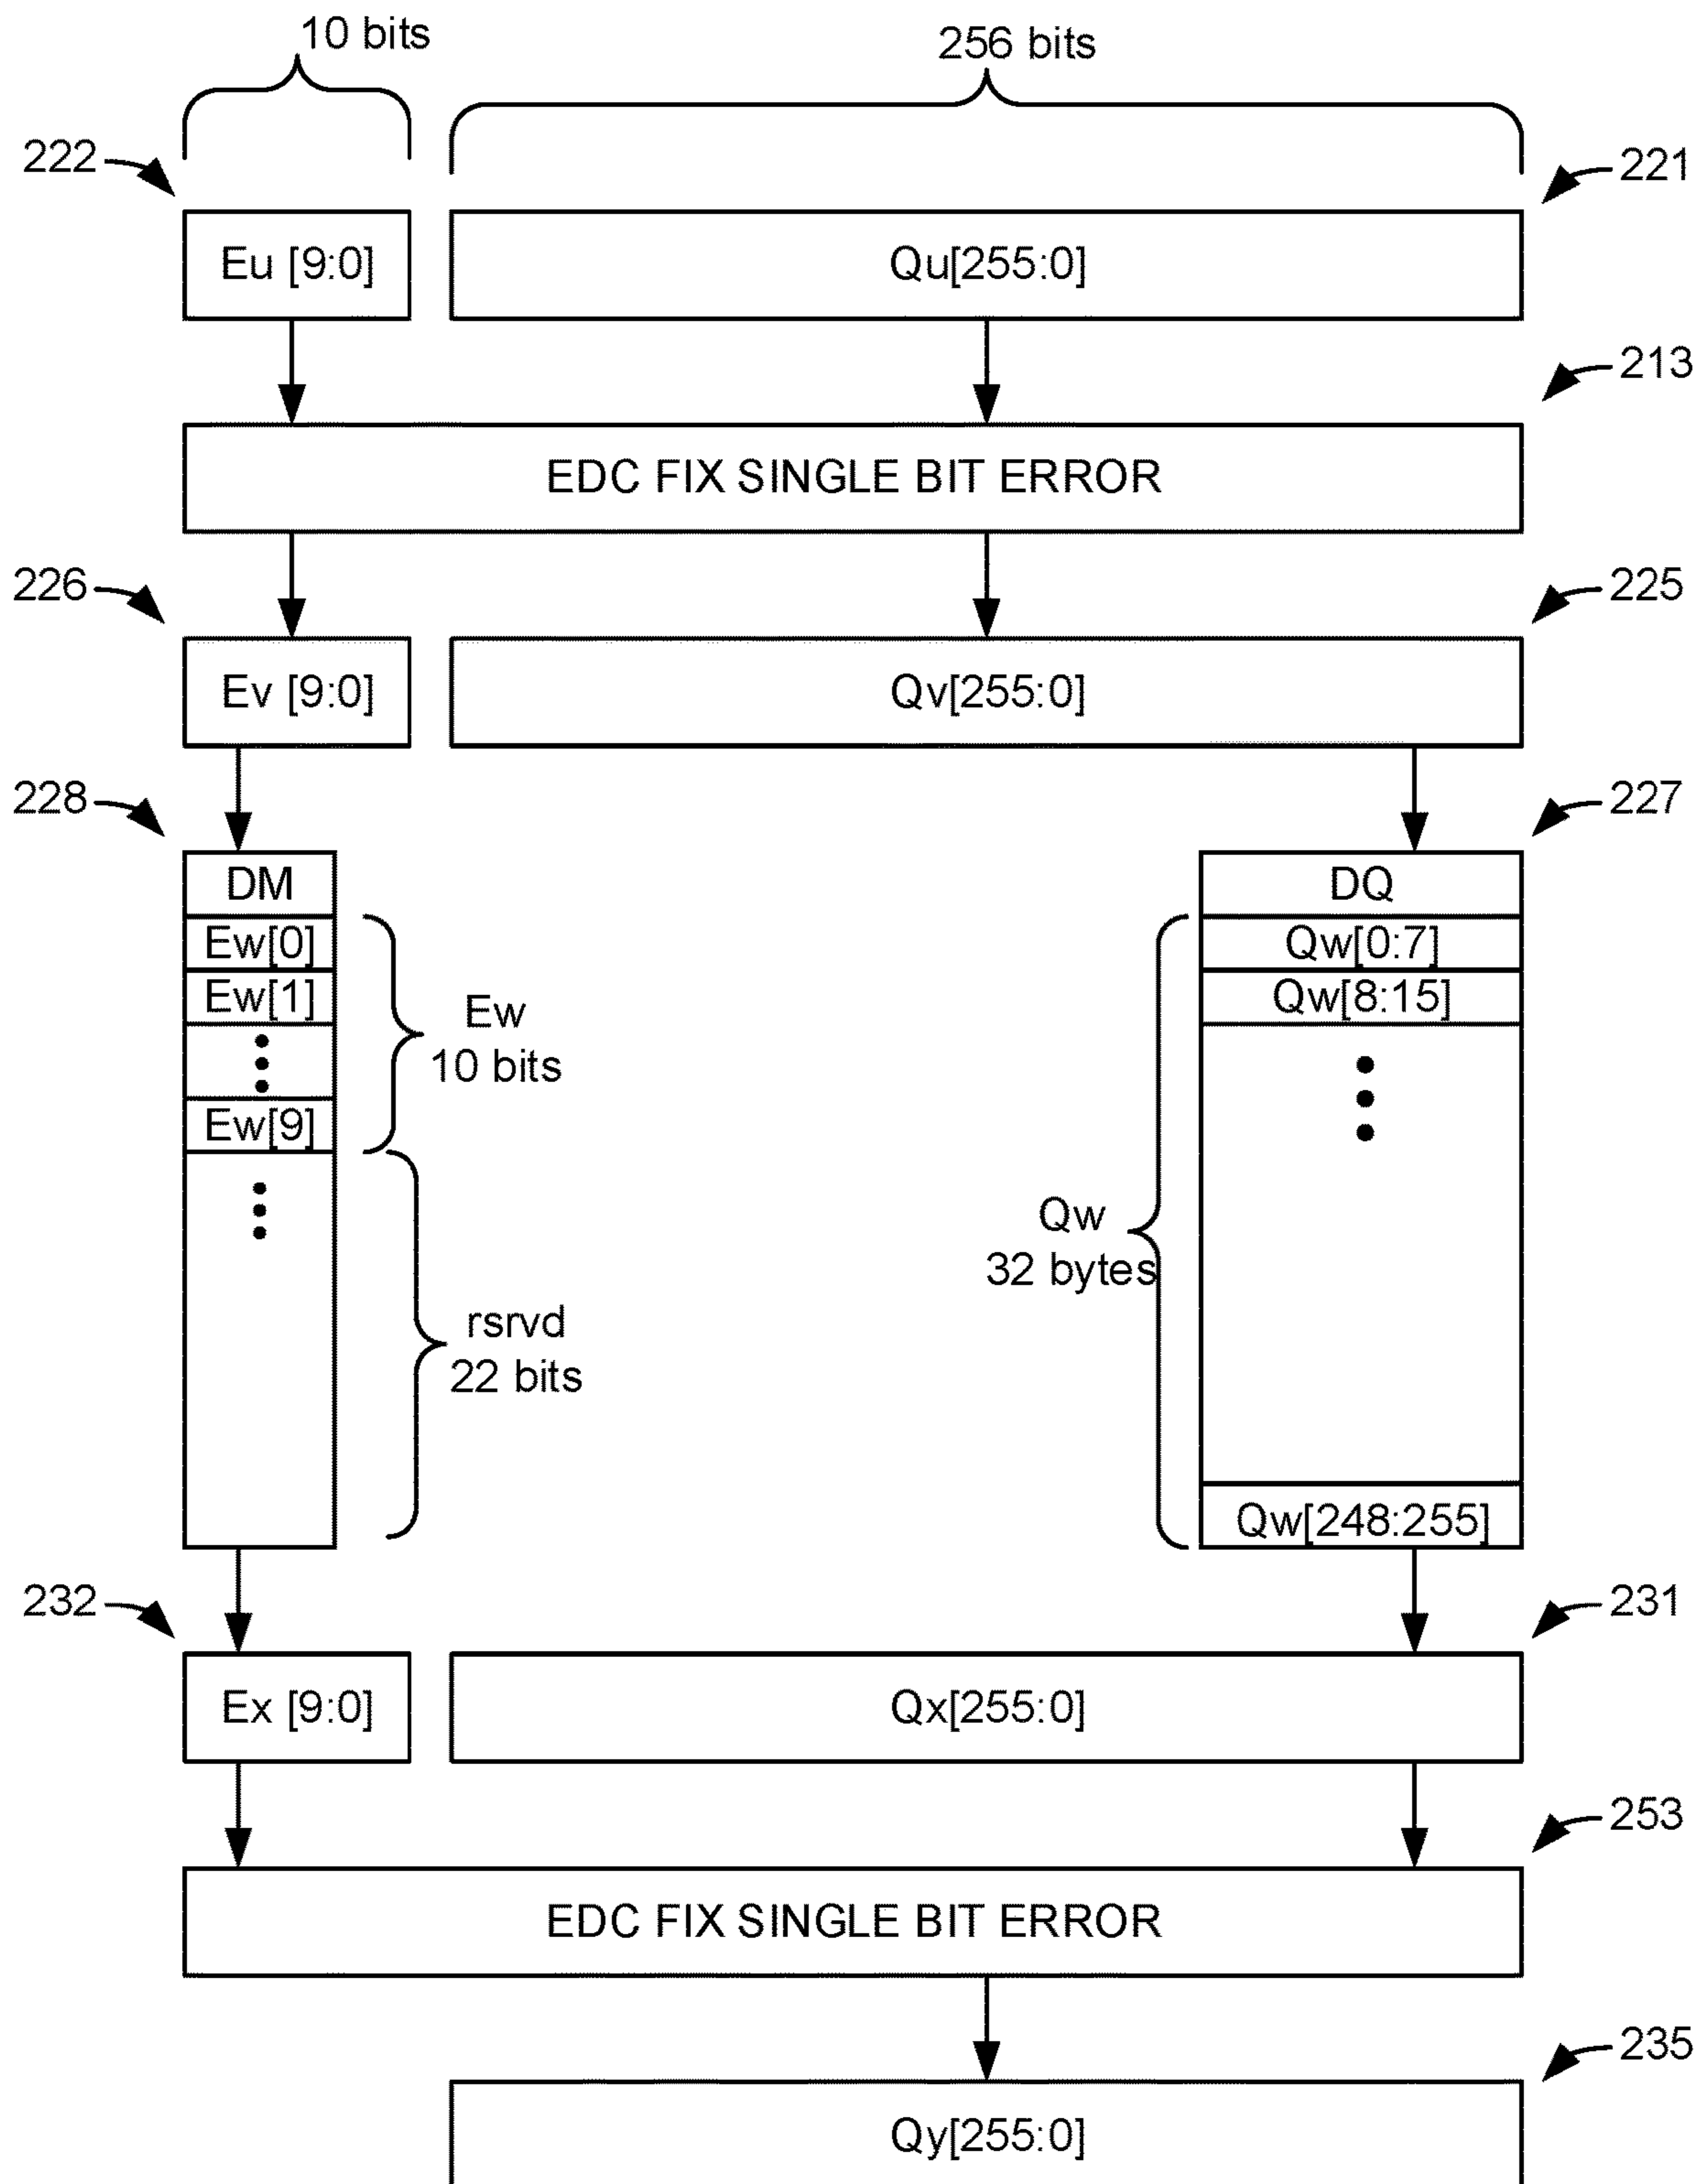 10 bits
256 bits
222
221
Eu [9:0]
Qu[255:0]
213
EDC FIX SINGLE BIT ERROR
226
225
Ev [9:0]
Qv[255:0]
228
227
DM
DQ
Ew[0]
Qw[0:7]
Ew[1]
Qw[8:15]
Ew
10 bits
Ew[9]
Qw
32 bytes
rsrvd
22 bits
Qw[248:255]
232
231
Ex [9:0]
Qx[255:0]
253
EDC FIX SINGLE BIT ERROR
235
Qy[255:0]